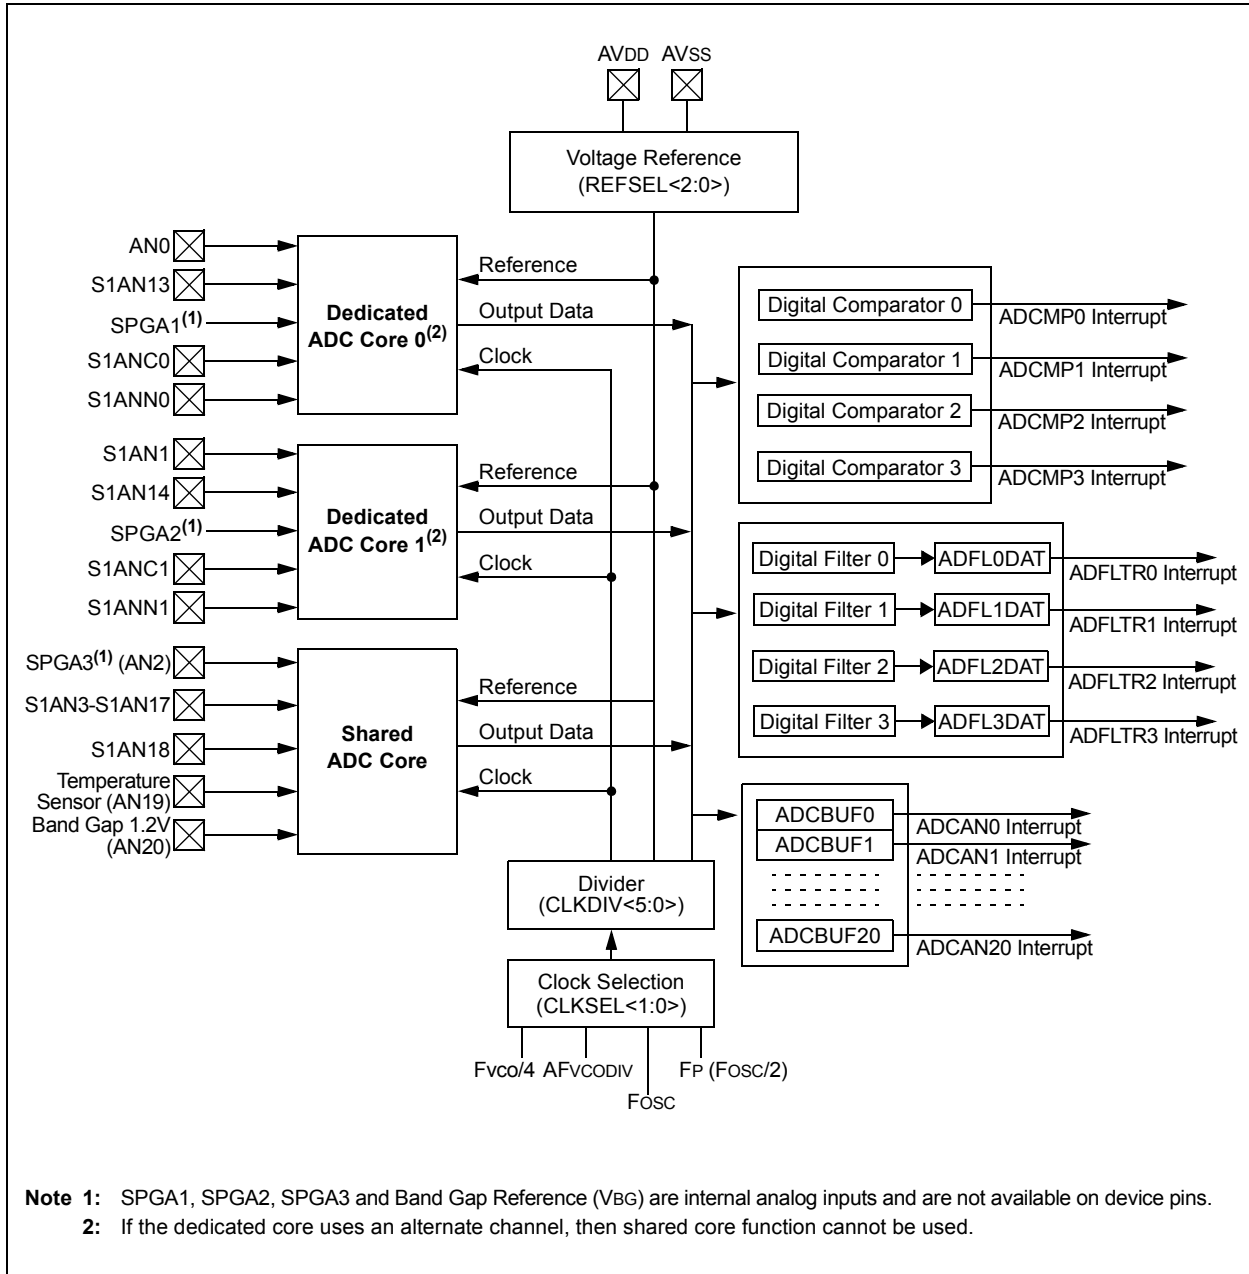 AVDD AVSS
Voltage Reference
(REFSEL<2:0>)
AN0
S1AN13
SPGA1(1)
S1ANC0
S1ANN0
Dedicated
ADC Core 0(2)
Reference
Output Data
Clock
S1AN1
S1AN14
SPGA2(1)
S1ANC1
S1ANN1
Dedicated
ADC Core 1(2)
Reference
Output Data
Clock
SPGA3(1) (AN2)
S1AN3-S1AN17
S1AN18
Temperature
Sensor (AN19)
Band Gap 1.2V
(AN20)
Shared
ADC Core
Reference
Output Data
Clock
Digital Comparator 0
ADCMP0 Interrupt
Digital Comparator 1
ADCMP1 Interrupt
Digital Comparator 2
ADCMP2 Interrupt
Digital Comparator 3
ADCMP3 Interrupt
Digital Filter 0 ADFL0DAT
ADFLTR0 Interrupt
Digital Filter 1 ADFL1DAT
ADFLTR1 Interrupt
Digital Filter 2 ADFL2DAT
ADFLTR2 Interrupt
Digital Filter 3 ADFL3DAT
ADFLTR3 Interrupt
ADCBUF0
ADCAN0 Interrupt
ADCBUF1
ADCAN1 Interrupt
ADCBUF20
ADCAN20 Interrupt
Divider
(CLKDIV<5:0>)
Clock Selection
(CLKSEL<1:0>)
Fvco/4 AFVCODIV FP (FOSC/2)
FOSC
Note 1: SPGA1, SPGA2, SPGA3 and Band Gap Reference (VBG) are internal analog inputs and are not available on device pins.
2: If the dedicated core uses an alternate channel, then shared core function cannot be used.